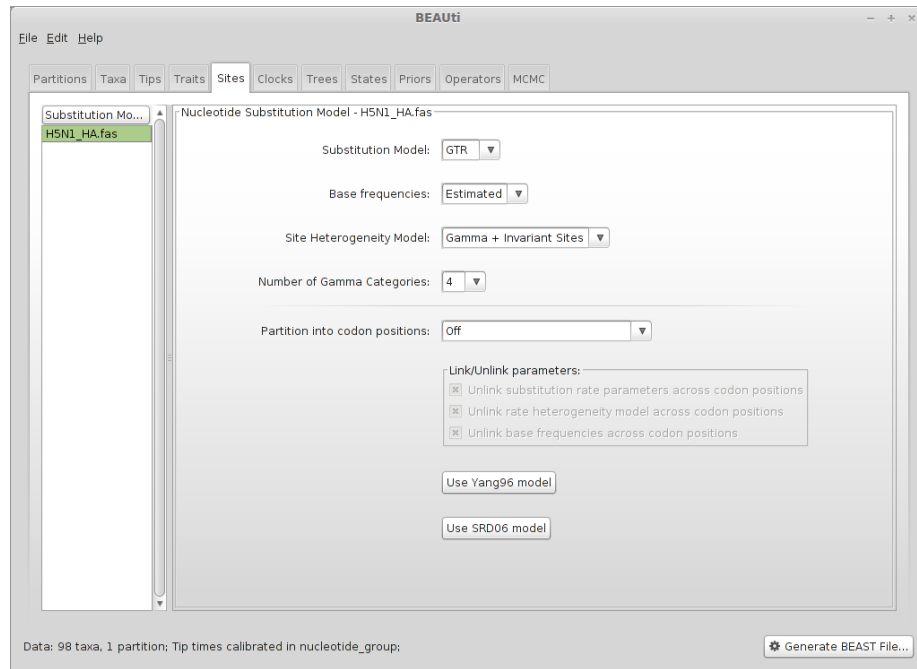 BEAUti
File Edit Help
Partitions Taxa Tips Traits Sites Clocks Trees States Priors Operators MCMC
Substitution Mo...
H5N1_HA.fas
Nucleotide Substitution Model - H5N1_HA.fas
Substitution Model: GTR
Base frequencies: Estimated
Site Heterogeneity Model: Gamma + Invariant Sites
Number of Gamma Categories: 4
Partition into codon positions: Off
Link/Unlink parameters:
Unlink substitution rate parameters across codon positions
Unlink rate heterogeneity model across codon positions
Unlink base frequencies across codon positions
Use Yang96 model
Use SRD06 model
Data: 98 taxa, 1 partition; Tip times calibrated in nucleotide_group;
Generate BEAST File...